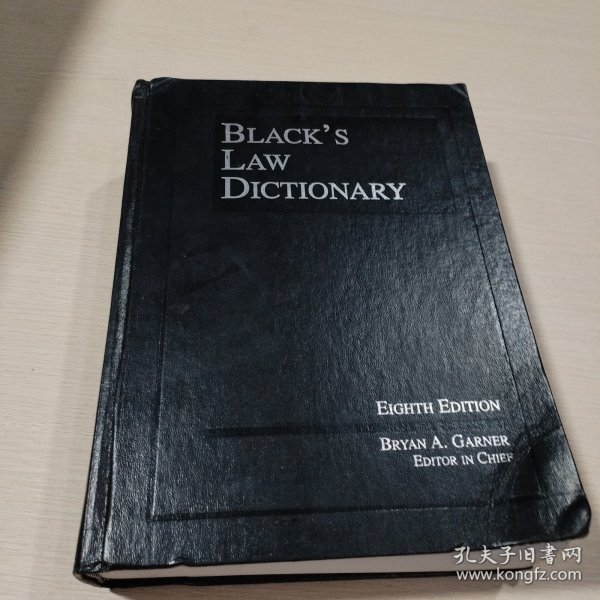 BLACK'S
LAW
DICTIONARY
EIGHTH EDITION
BRYAN A. GARNER
EDITOR IN CHIEF
孔夫子旧书网
www.kongfz.com